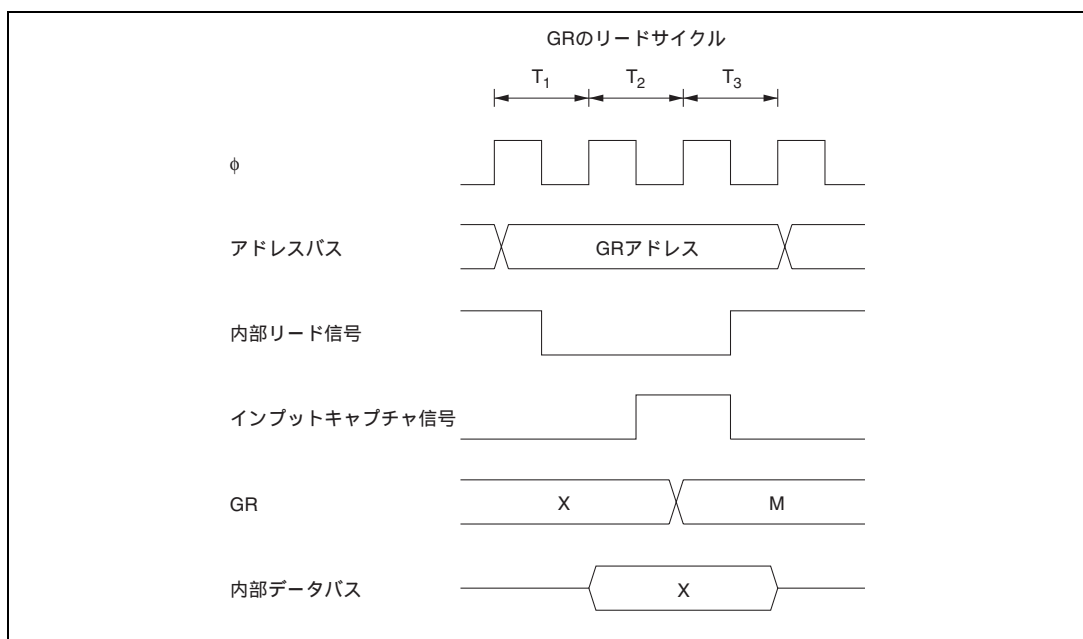 GRのリードサイクル
T1 T2 T3
φ
アドレスバス GRアドレス
内部リード信号
インプットキャプチャ信号
GR X M
内部データバス X